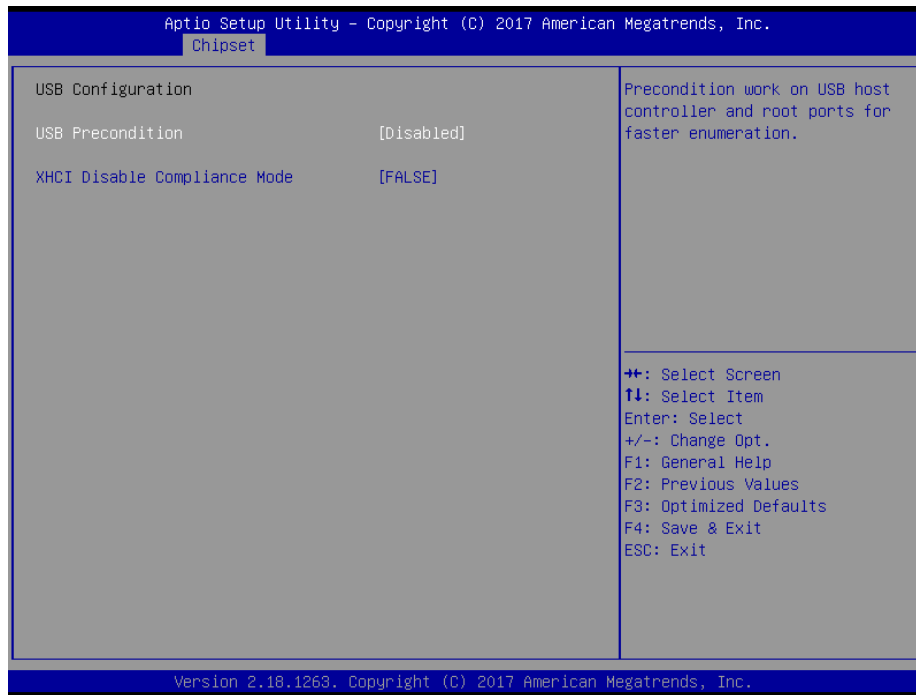 Aptio Setup Utility – Copyright (C) 2017 American Megatrends, Inc.
Chipset
USB Configuration
USB Precondition [Disabled]
XHCI Disable Compliance Mode [FALSE]
Precondition work on USB host
controller and root ports for
faster enumeration.
→←: Select Screen
↑↓: Select Item
Enter: Select
+/-: Change Opt.
F1: General Help
F2: Previous Values
F3: Optimized Defaults
F4: Save & Exit
ESC: Exit
Version 2.18.1263. Copyright (C) 2017 American Megatrends, Inc.